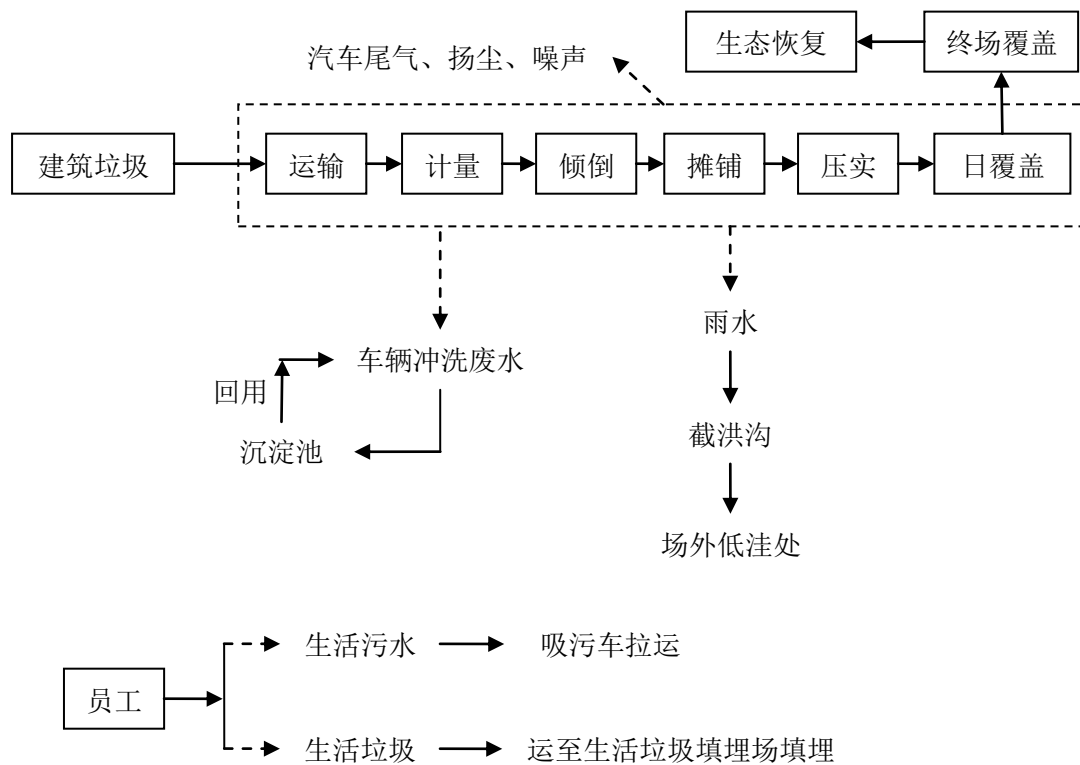 生态恢复
终场覆盖
汽车尾气、扬尘、噪声
建筑垃圾
运输
计量
倾倒
摊铺
压实
日覆盖
雨水
车辆冲洗废水
回用
截洪沟
沉淀池
场外低洼处
生活污水
吸污车拉运
员工
生活垃圾
运至生活垃圾填埋场填埋